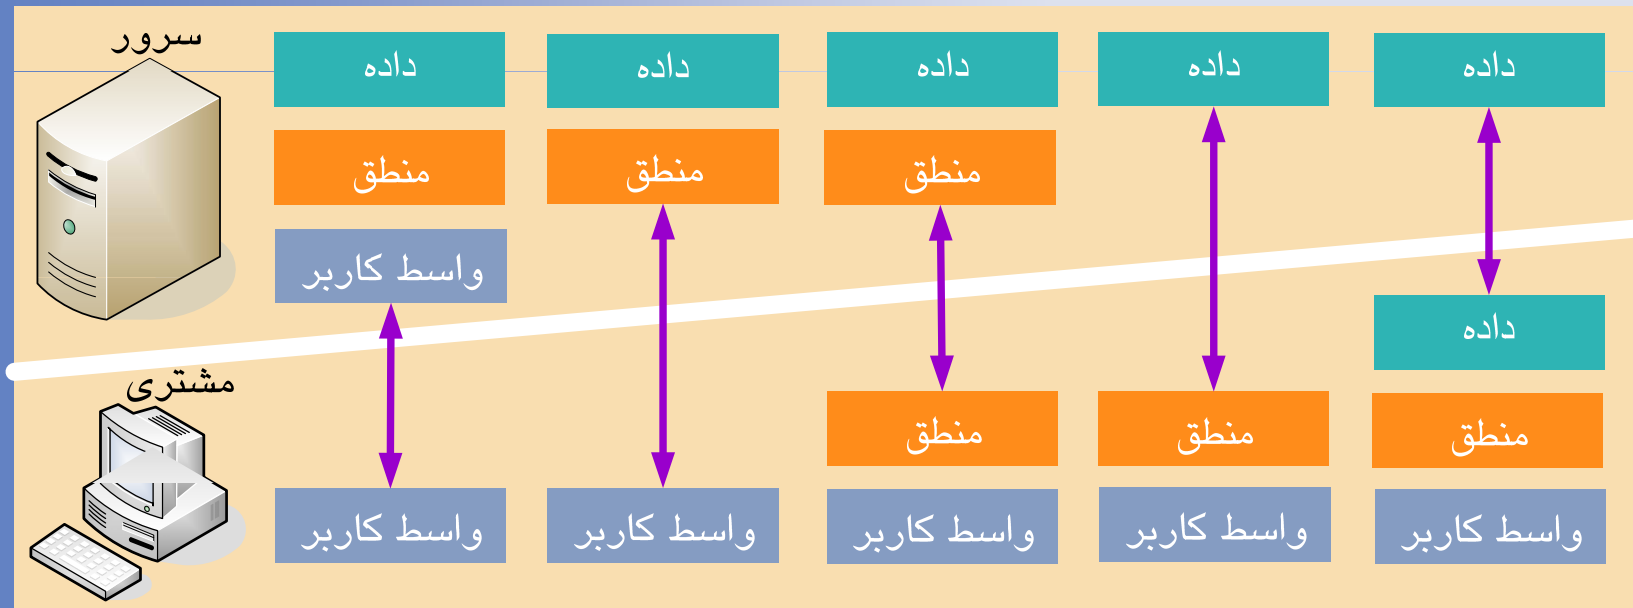 سرور
داده
داده
داده
داده
داده
منطق
منطق
منطق
واسط کاربر
داده
مشتری
منطق
منطق
منطق
واسط کاربر
واسط کاربر
واسط کاربر
واسط کاربر
واسط کاربر